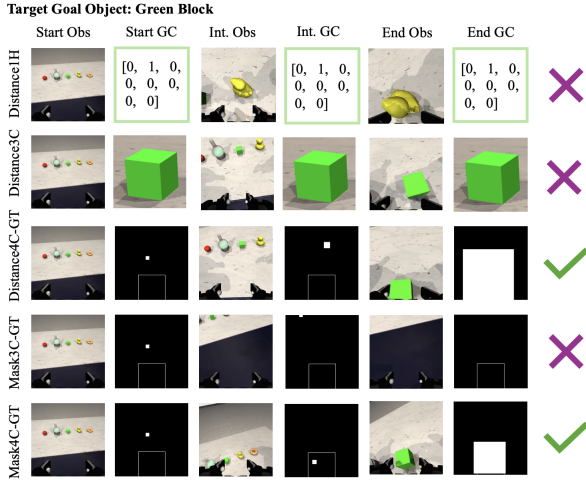 Target Goal Object: Green Block
Start Obs Start GC Int. Obs Int. GC End Obs End GC
Distance1H
[0, 1, 0,
0, 0, 0,
0, 0]
[0, 1, 0,
0, 0, 0,
0, 0]
[0, 1, 0,
0, 0, 0,
0, 0]
Distance3C
Distance4C-GT
Mask3C-GT
Mask4C-GT